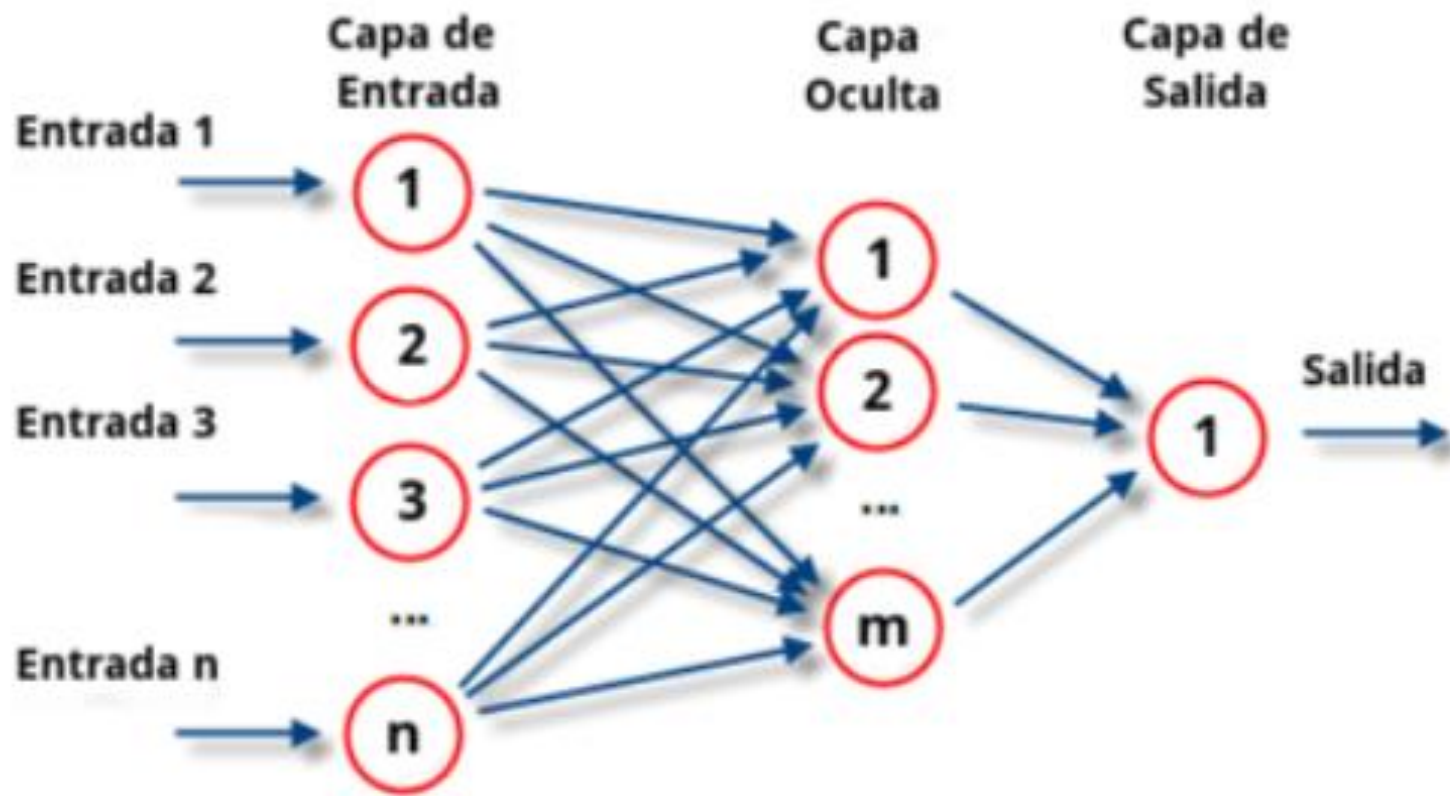 Capa de
Entrada
Capa
Oculta
Capa de
Salida
Entrada 1
1
Entrada 2
2
Entrada 3
3
...
Entrada n
n
1
2
...
m
1
Salida